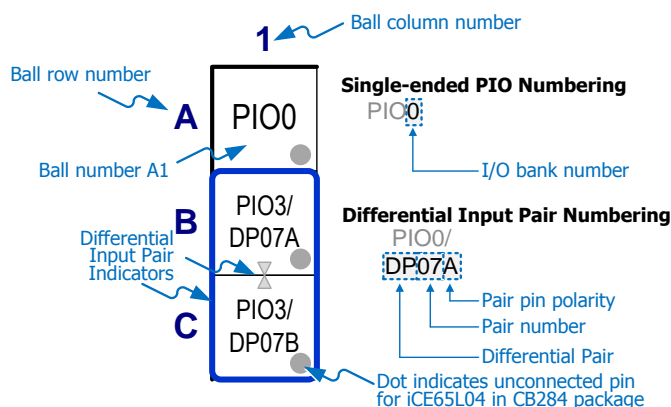 Ball column number
1
Ball row number
A
PIO0
Ball number A1
B
PIO3/
DP07A
Differential
Input Pair
Indicators
C
PIO3/
DP07B
Single-ended PIO Numbering
PIO0
I/O bank number
Differential Input Pair Numbering
PIO0/
DP07A
Pair pin polarity
Pair number
Differential Pair
Dot indicates unconnected pin
for iCE65L04 in CB284 package